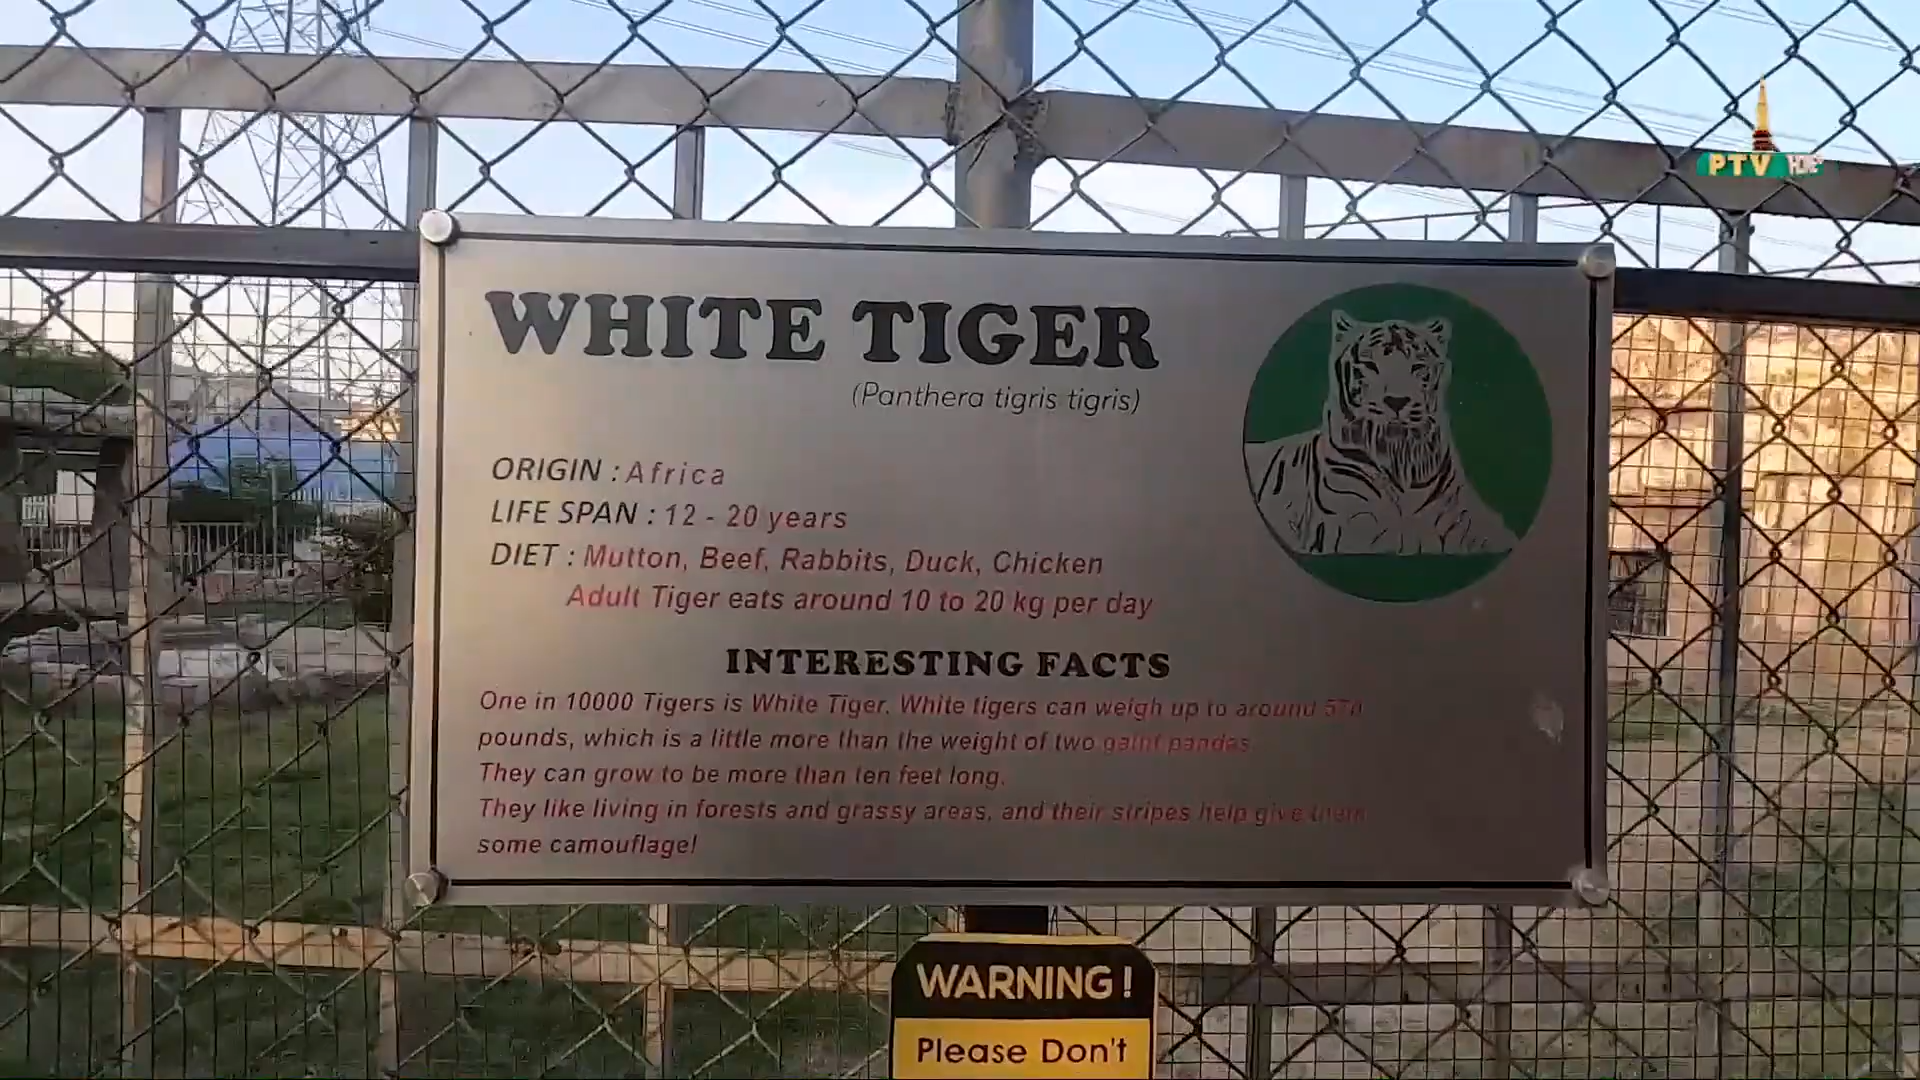 PTV
WHITE TIGER
(Panthera tigris tigris)
ORIGIN : Africa
LIFE SPAN : 12 - 20 years
DIET : Mutton, Beef, Rabbits, Duck, Chicken
Adult Tiger eats around 10 to 20 kg per day
INTERESTING FACTS
One in 10000 Tigers is White Tiger. White tigers can weigh up to around
pounds, which is a little more than the weight of two gaint pandas.
They can grow to be more than ten feet long.
They like living in forests and grassy areas, and their stripes help give them
some camouflage!
WARNING !
Please Don't